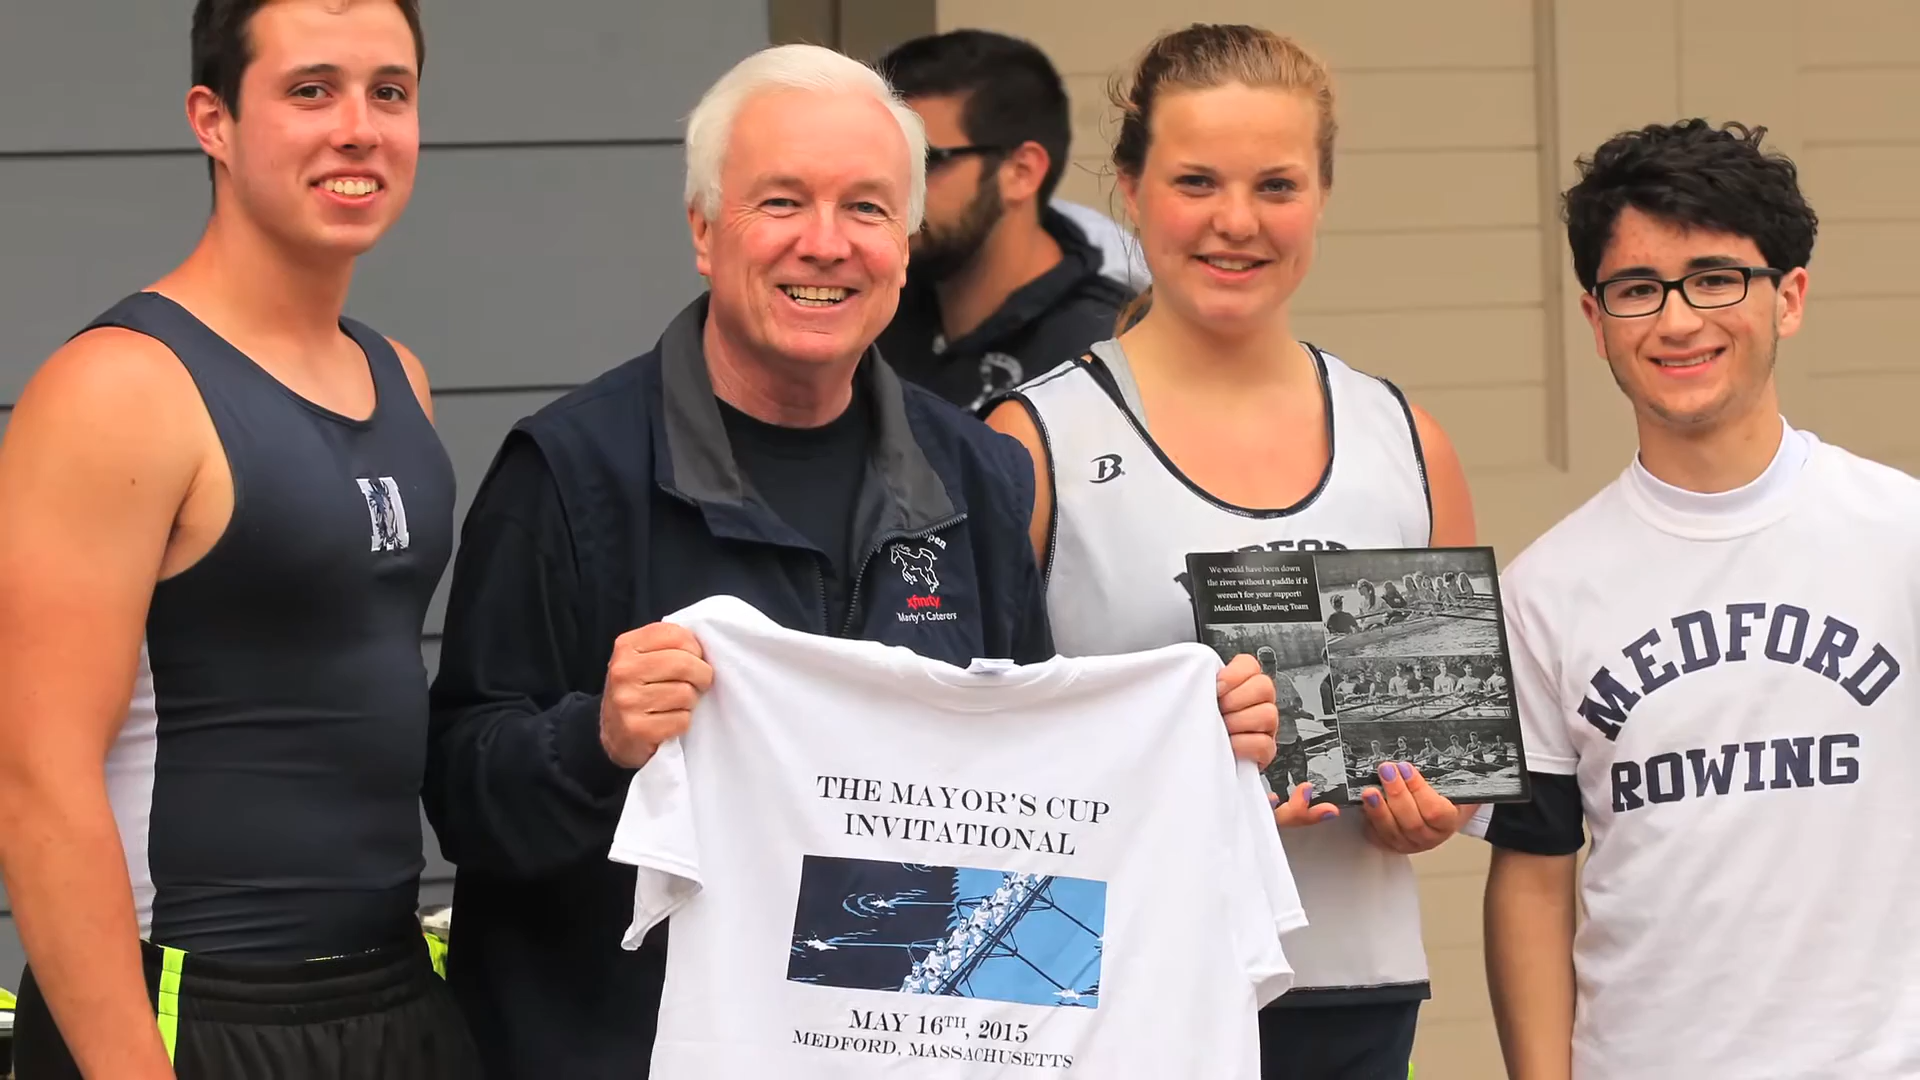 B
open
xfinity
Marty's Caterers
We would have been down
the river without a paddle if it
weren't for your support!
Medford High Rowing Team
MEDFORD
ROWING
THE MAYOR'S CUP
INVITATIONAL
MAY 16TH, 2015
MEDFORD, MASSACHUSETTS